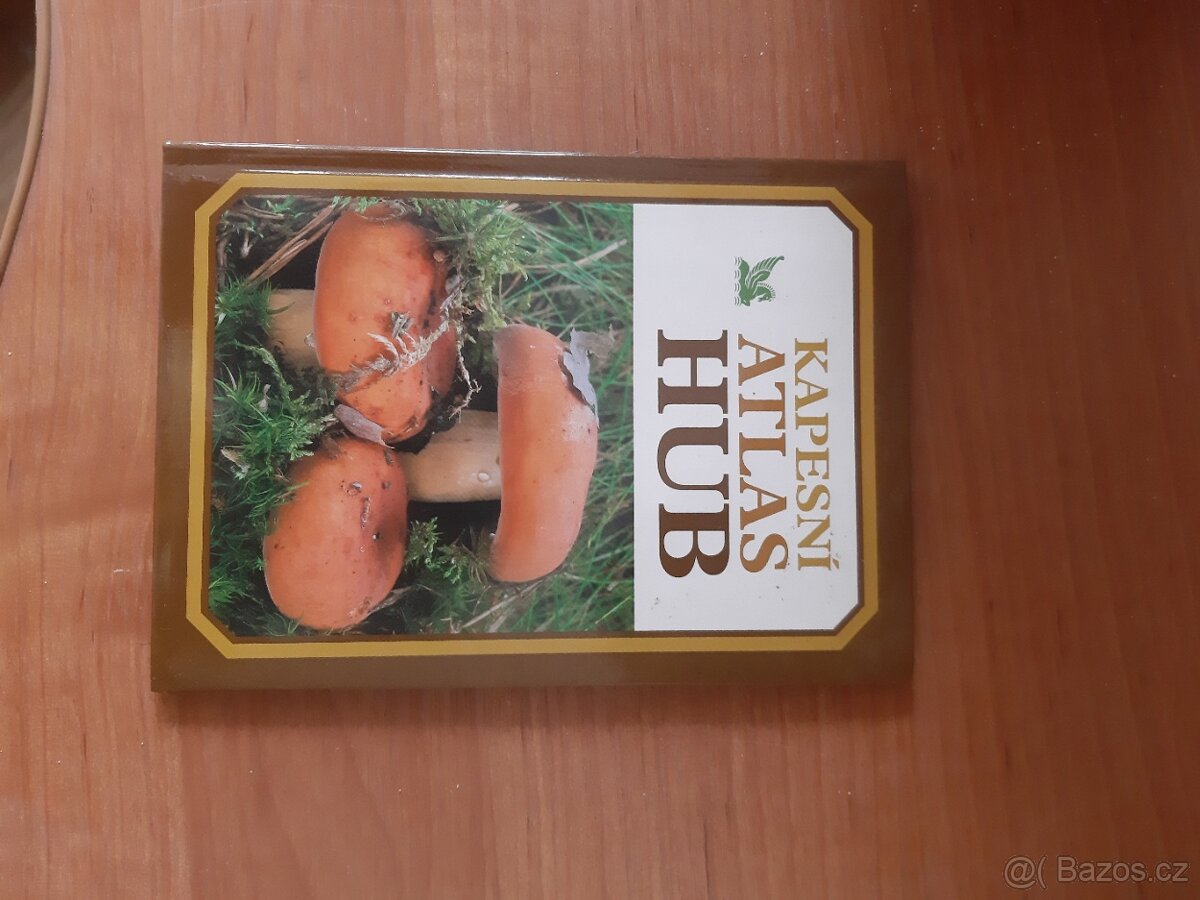 KAPESNÍ
ATLAS
HUB
@( Bazos.cz